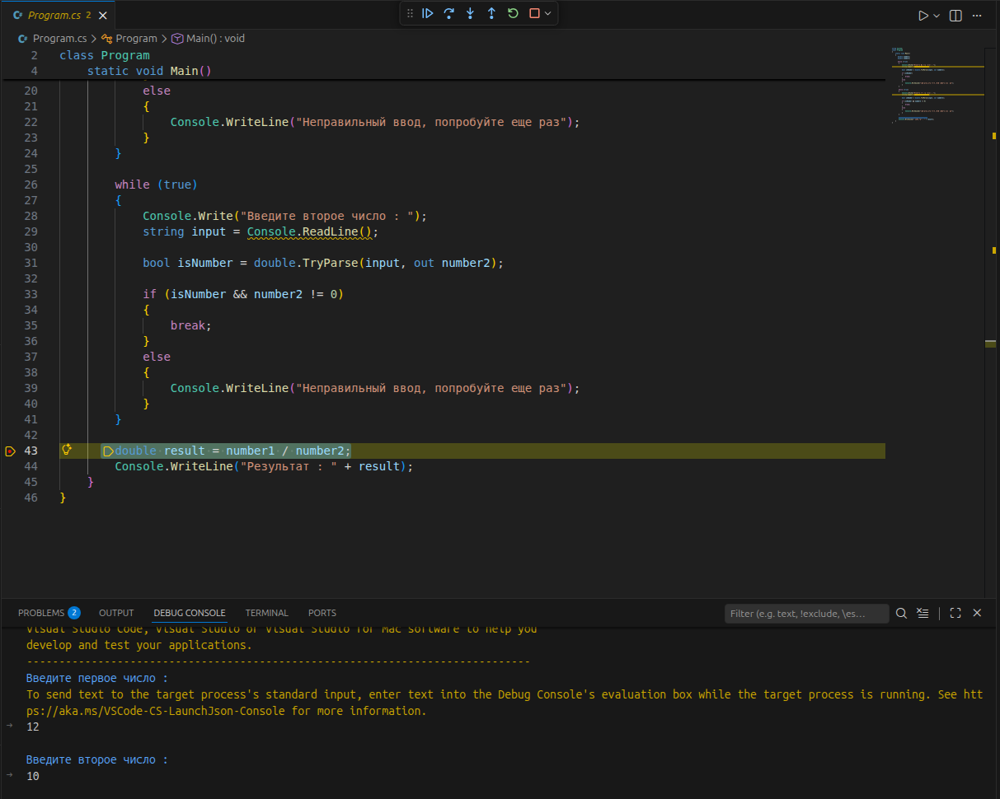 Program.cs 2
Program.cs > Program > Main() : void
2 class Program
4 static void Main()
20 else
21 {
22 Console.WriteLine("Неправильный ввод, попробуйте еще раз");
23 }
24 }
25
26 while (true)
27 {
28 Console.Write("Введите второе число : ");
29 string input = Console.ReadLine();
30
31 bool isNumber = double.TryParse(input, out number2);
32
33 if (isNumber && number2 != 0)
34 {
35 break;
36 }
37 else
38 {
39 Console.WriteLine("Неправильный ввод, попробуйте еще раз");
40 }
41 }
42
43 double result = number1 / number2;
44 Console.WriteLine("Результат : " + result);
45 }
46 }
PROBLEMS 2 OUTPUT DEBUG CONSOLE TERMINAL PORTS Filter (e.g. text, !exclude, \es...
Visual Studio Code, Visual Studio or Visual Studio for Mac software to help you
develop and test your applications.
-------------------------------------------------------------------------------
Введите первое число :
To send text to the target process's standard input, enter text into the Debug Console's evaluation box while the target process is running. See htt
ps://aka.ms/VSCode-CS-LaunchJson-Console for more information.
12
Введите второе число :
10